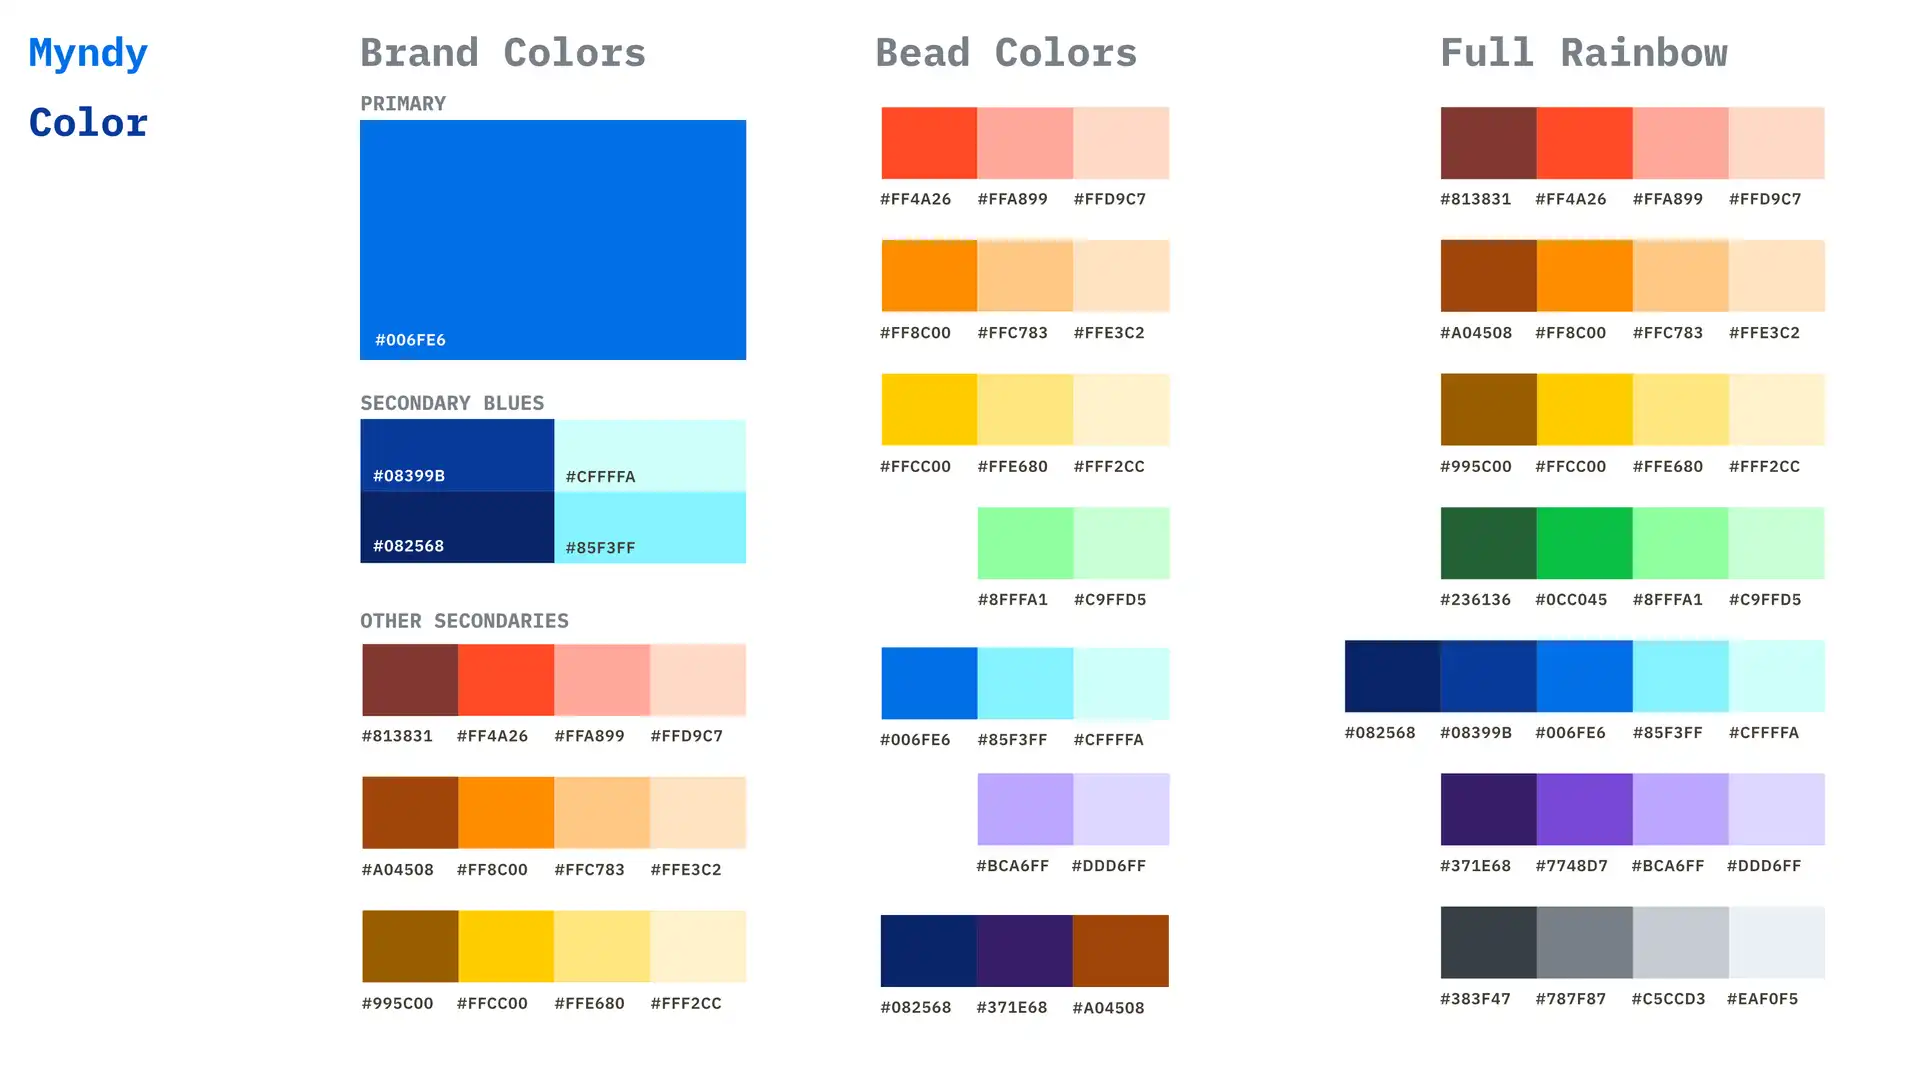 Myndy
Color
Brand Colors
PRIMARY
#006FE6
SECONDARY BLUES
#08399B #CFFFFA
#082568 #85F3FF
OTHER SECONDARIES
#813831 #FF4A26 #FFA899 #FFD9C7
#A04508 #FF8C00 #FFC783 #FFE3C2
#995C00 #FFCC00 #FFE680 #FFF2CC
Bead Colors
#FF4A26 #FFA899 #FFD9C7
#FF8C00 #FFC783 #FFE3C2
#FFCC00 #FFE680 #FFF2CC
#8FFFA1 #C9FFD5
#006FE6 #85F3FF #CFFFFA
#BCA6FF #DDD6FF
#082568 #371E68 #A04508
Full Rainbow
#813831 #FF4A26 #FFA899 #FFD9C7
#A04508 #FF8C00 #FFC783 #FFE3C2
#995C00 #FFCC00 #FFE680 #FFF2CC
#236136 #0CC045 #8FFFA1 #C9FFD5
#082568 #08399B #006FE6 #85F3FF #CFFFFA
#371E68 #7748D7 #BCA6FF #DDD6FF
#383F47 #787F87 #C5CCD3 #EAF0F5